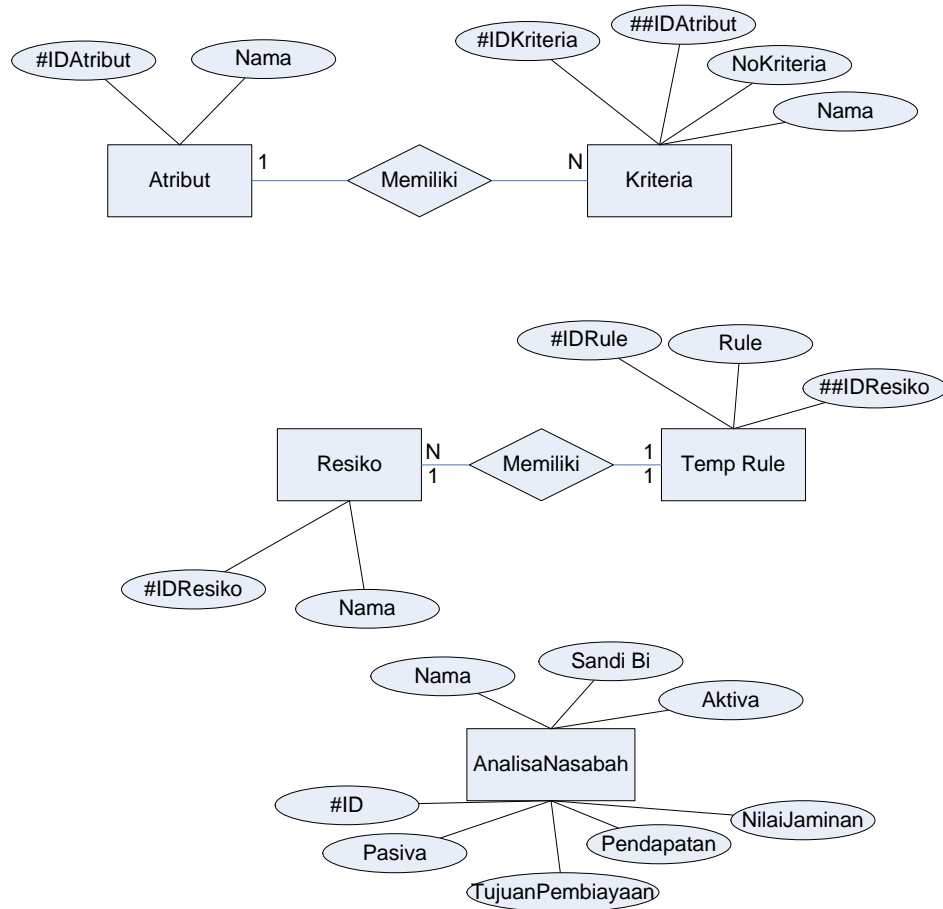 #IDAtribut
Nama
#IDKriteria
##IDAtribut
NoKriteria
Nama
Atribut
1
Memiliki
N
Kriteria
#IDRule
Rule
##IDResiko
Resiko
N
1
Memiliki
1
1
Temp Rule
#IDResiko
Nama
Nama
Sandi Bi
Aktiva
AnalisaNasabah
#ID
Pasiva
TujuanPembiayaan
Pendapatan
NilaiJaminan